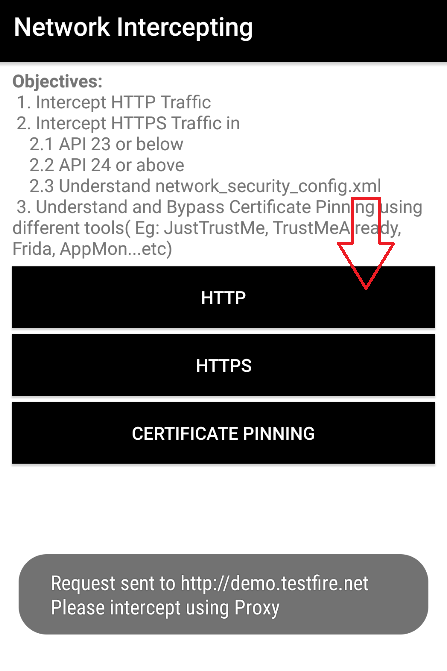 Network Intercepting
Objectives:
1. Intercept HTTP Traffic
2. Intercept HTTPS Traffic in
2.1 API 23 or below
2.2 API 24 or above
2.3 Understand network_security_config.xml
3. Understand and Bypass Certificate Pinning using
different tools( Eg: JustTrustMe, TrustMeAlready,
Frida, AppMon...etc)
HTTP
HTTPS
CERTIFICATE PINNING
Request sent to http://demo.testfire.net
Please intercept using Proxy